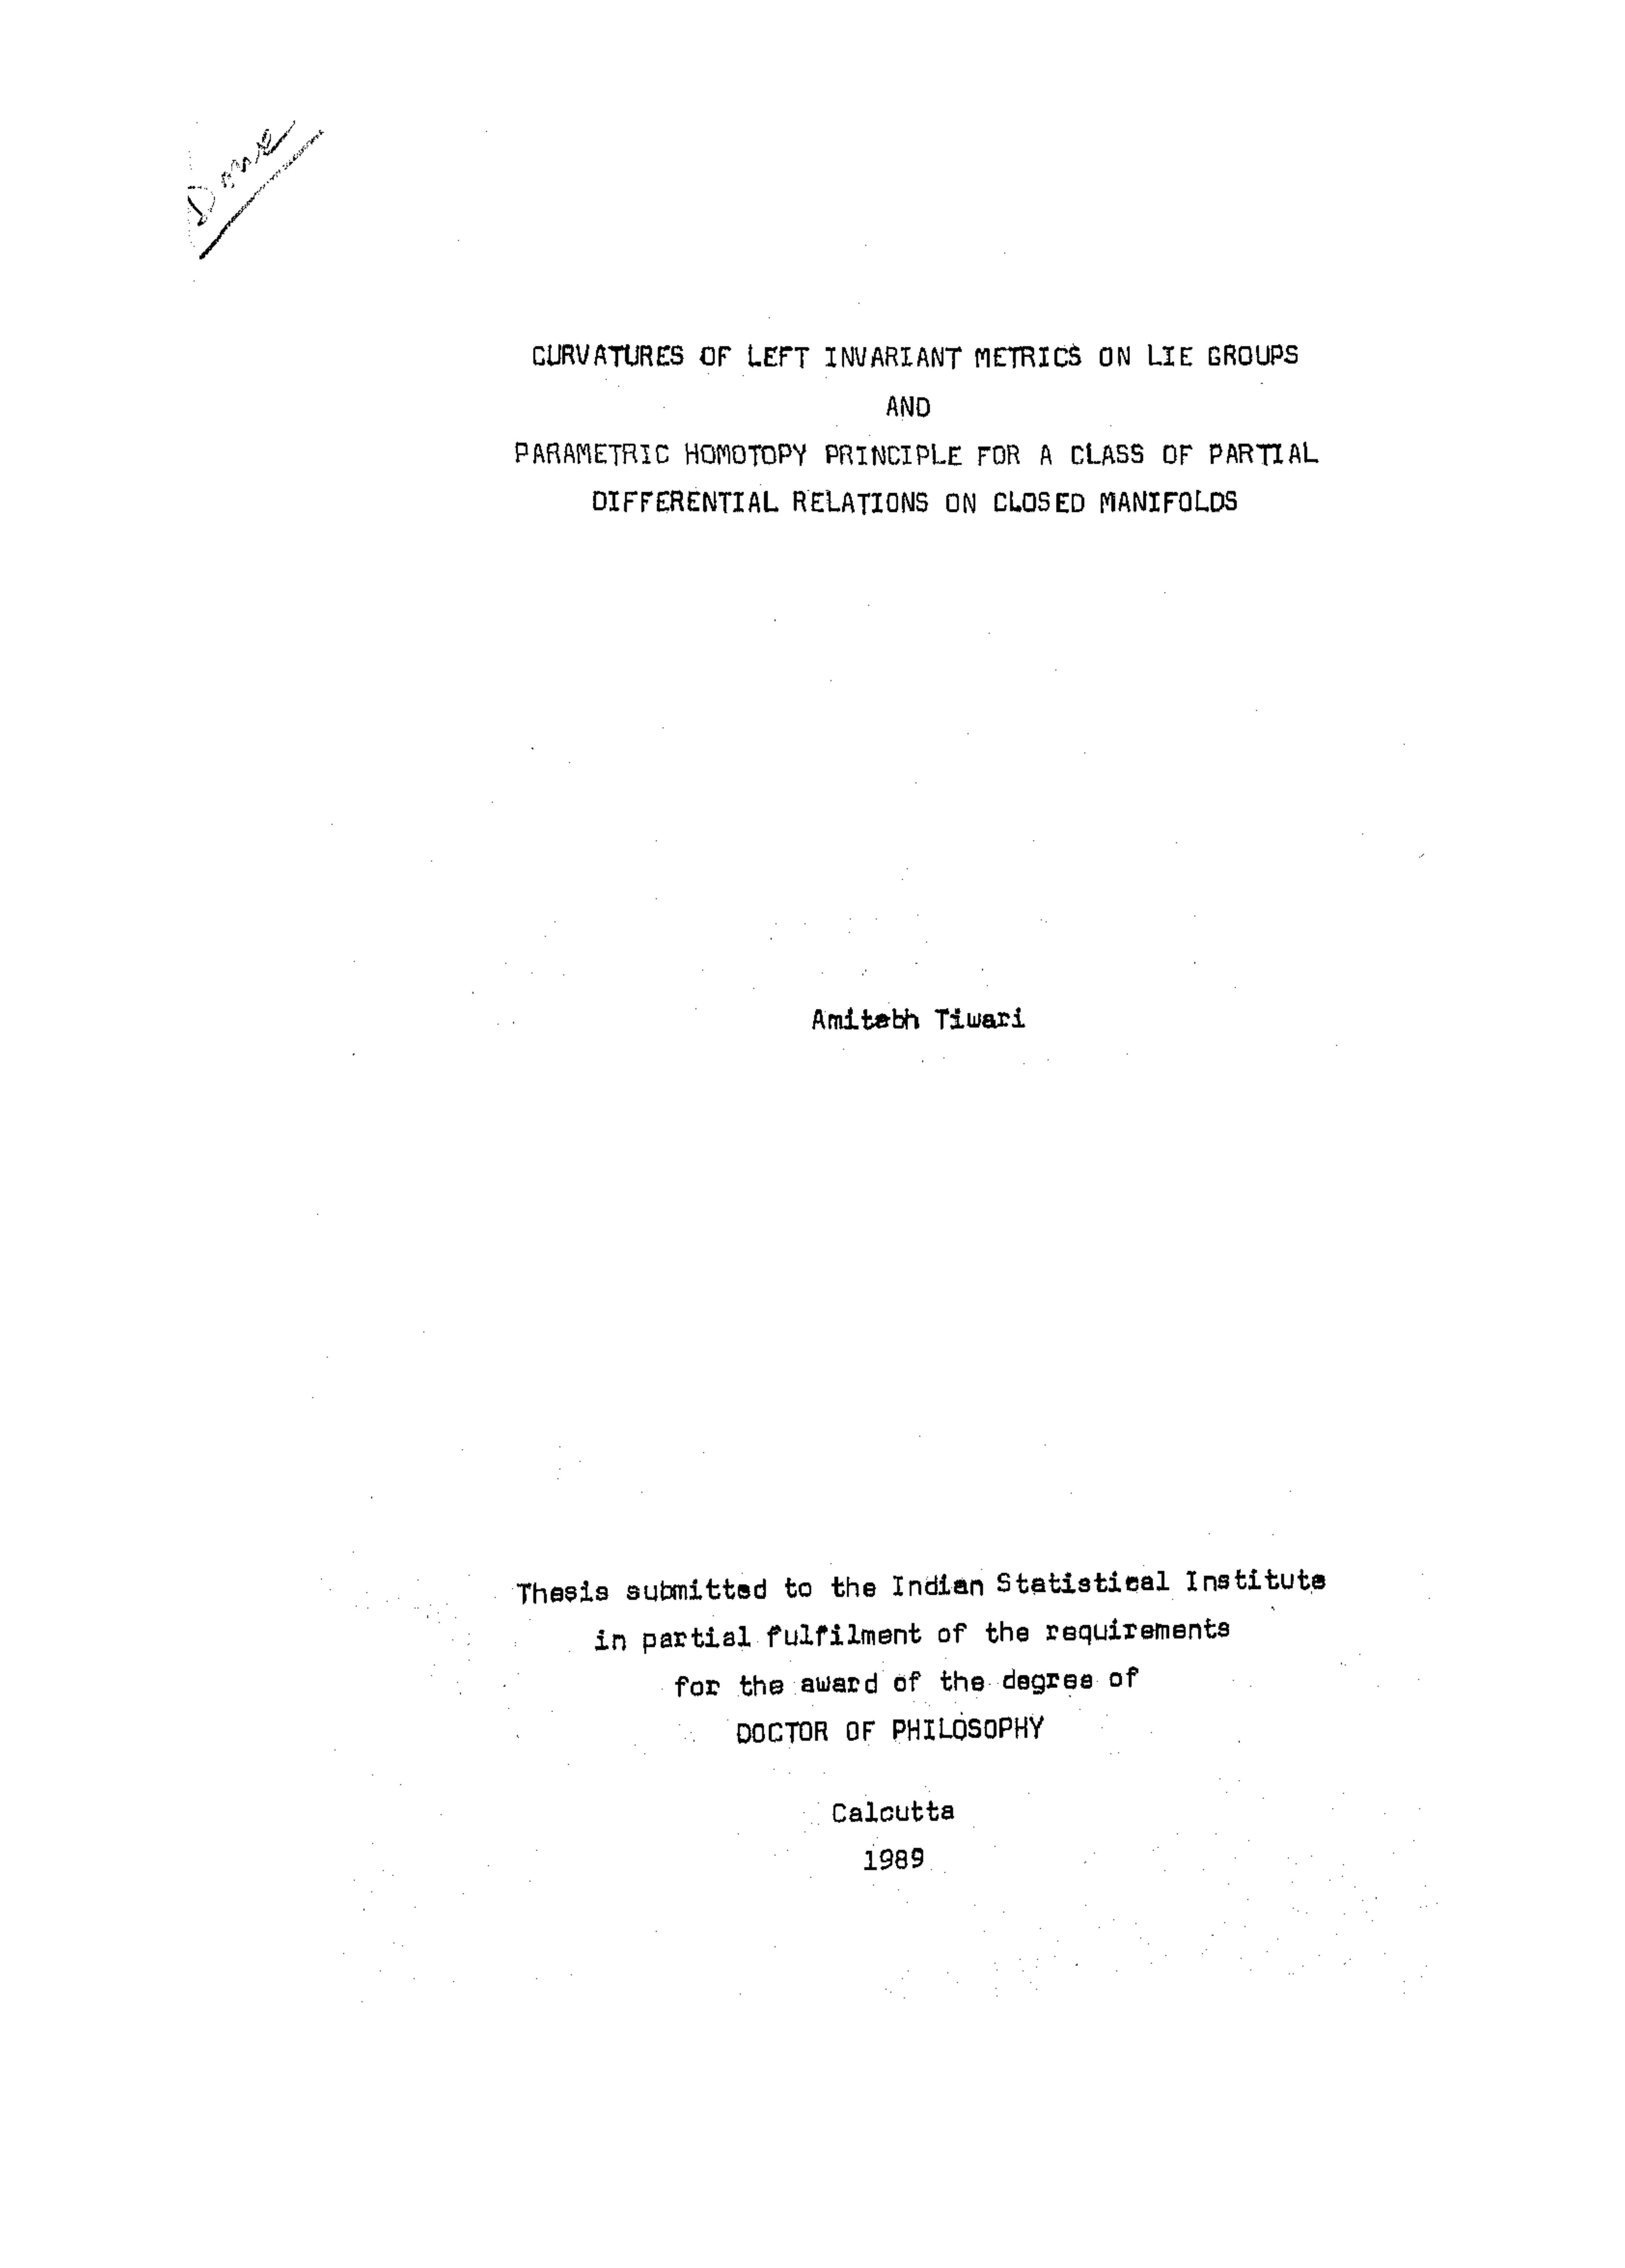 Done
CURVATURES OF LEFT INVARIANT METRICS ON LIE GROUPS
AND
PARAMETRIC HOMOTOPY PRINCIPLE FOR A CLASS OF PARTIAL
DIFFERENTIAL RELATIONS ON CLOSED MANIFOLDS
Amitabh Tiwari
Thesis submitted to the Indian Statistical Institute
in partial fulfilment of the requirements
for the award of the degree of
DOCTOR OF PHILOSOPHY
Calcutta
1989